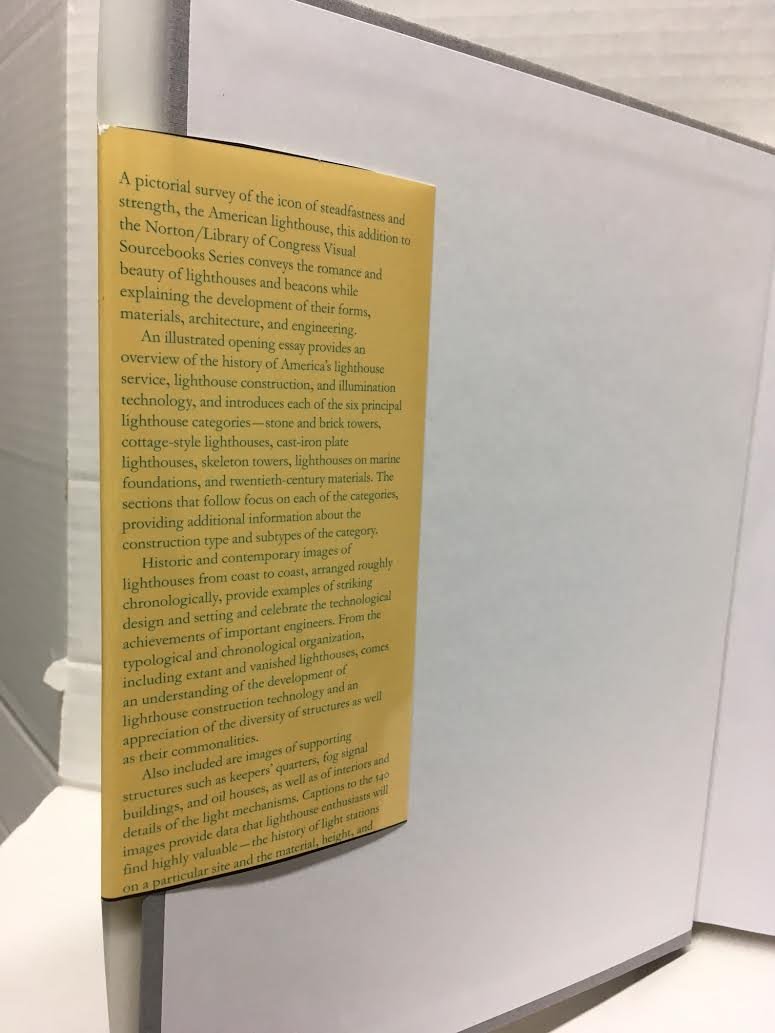 A pictorial survey of the icon of steadfastness and
strength, the American lighthouse, this addition to
the Norton/Library of Congress Visual
Sourcebooks Series conveys the romance and
beauty of lighthouses and beacons while
explaining the development of their forms,
materials, architecture, and engineering.
An illustrated opening essay provides an
overview of the history of America's lighthouse
service, lighthouse construction, and illumination
technology, and introduces each of the six principal
lighthouse categories—stone and brick towers,
cottage-style lighthouses, cast-iron plate
lighthouses, skeleton towers, lighthouses on marine
foundations, and twentieth-century materials. The
sections that follow focus on each of the categories,
providing additional information about the
construction type and subtypes of the category.
Historic and contemporary images of
lighthouses from coast to coast, arranged roughly
chronologically, provide examples of striking
design and setting and celebrate the technological
achievements of important engineers. From the
typological and chronological organization,
including extant and vanished lighthouses, comes
an understanding of the development of
lighthouse construction technology and an
appreciation of the diversity of structures as well
as their commonalities.
Also included are images of supporting
structures such as keepers' quarters, fog signal
buildings, and oil houses, as well as of interiors and
details of the light mechanisms. Captions to the 540
images provide data that lighthouse enthusiasts will
find highly valuable—the history of light stations
on a particular site and the material, height, and